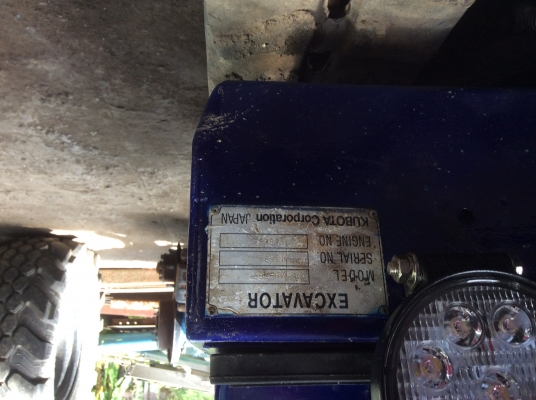 EXCAVATOR
MODEL
SERIAL NO.
ENGINE NO.
KUBOTA Corporation JAPAN